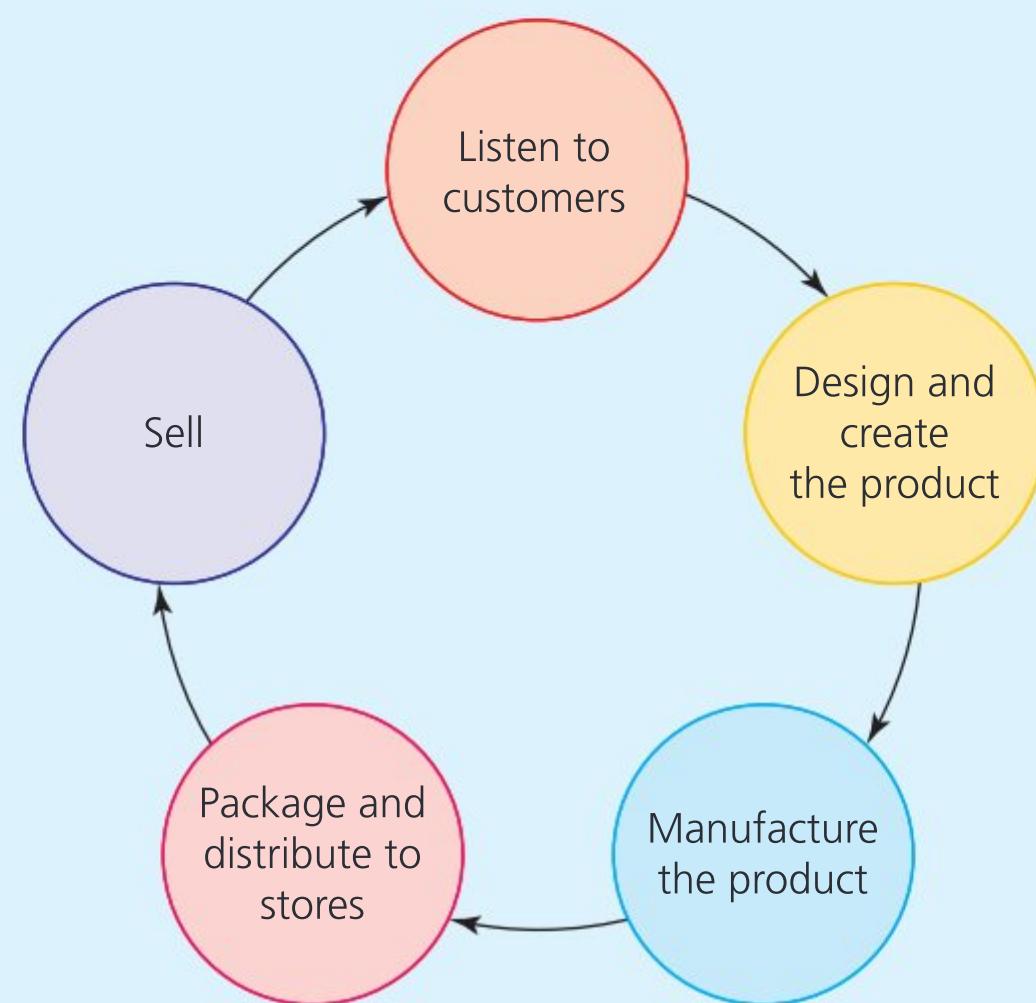 Listen to
customers
Design and
create
the product
Manufacture
the product
Package and
distribute to
stores
Sell